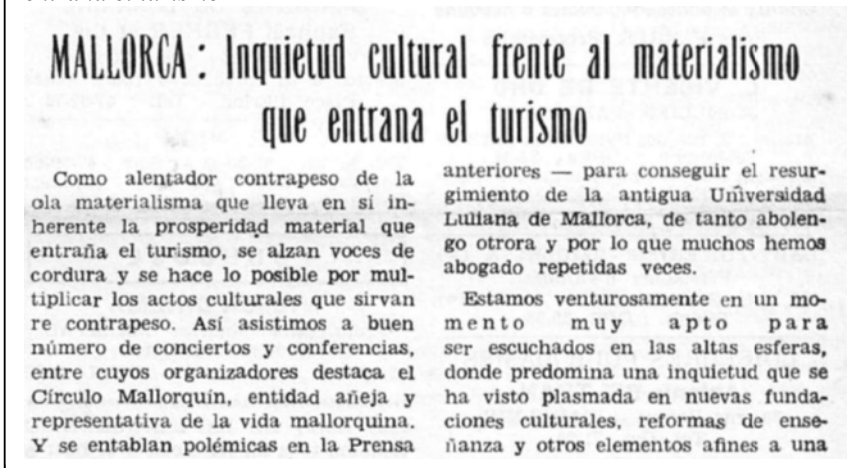 MALLORCA : Inquietud cultural frente al materialismo
que entrana el turismo
Como alentador contrapeso de la
ola materialisma que lleva en sí in-
herente la prosperidad material que
entraña el turismo, se alzan voces de
cordura y se hace lo posible por mul-
tiplicar los actos culturales que sirvan
re contrapeso. Así asistimos a buen
número de conciertos y conferencias,
entre cuyos organizadores destaca el
Círculo Mallorquín, entidad añeja y
representativa de la vida mallorquina.
Y se entablan polémicas en la Prensa
anteriores — para conseguir el resur-
gimiento de la antigua Universidad
Luliana de Mallorca, de tanto abolen-
go otrora y por lo que muchos hemos
abogado repetidas veces.
Estamos venturosamente en un mo-
mento muy apto para
ser escuchados en las altas esferas,
donde predomina una inquietud que se
ha visto plasmada en nuevas funda-
ciones culturales, reformas de ense-
ñanza y otros elementos afines a una